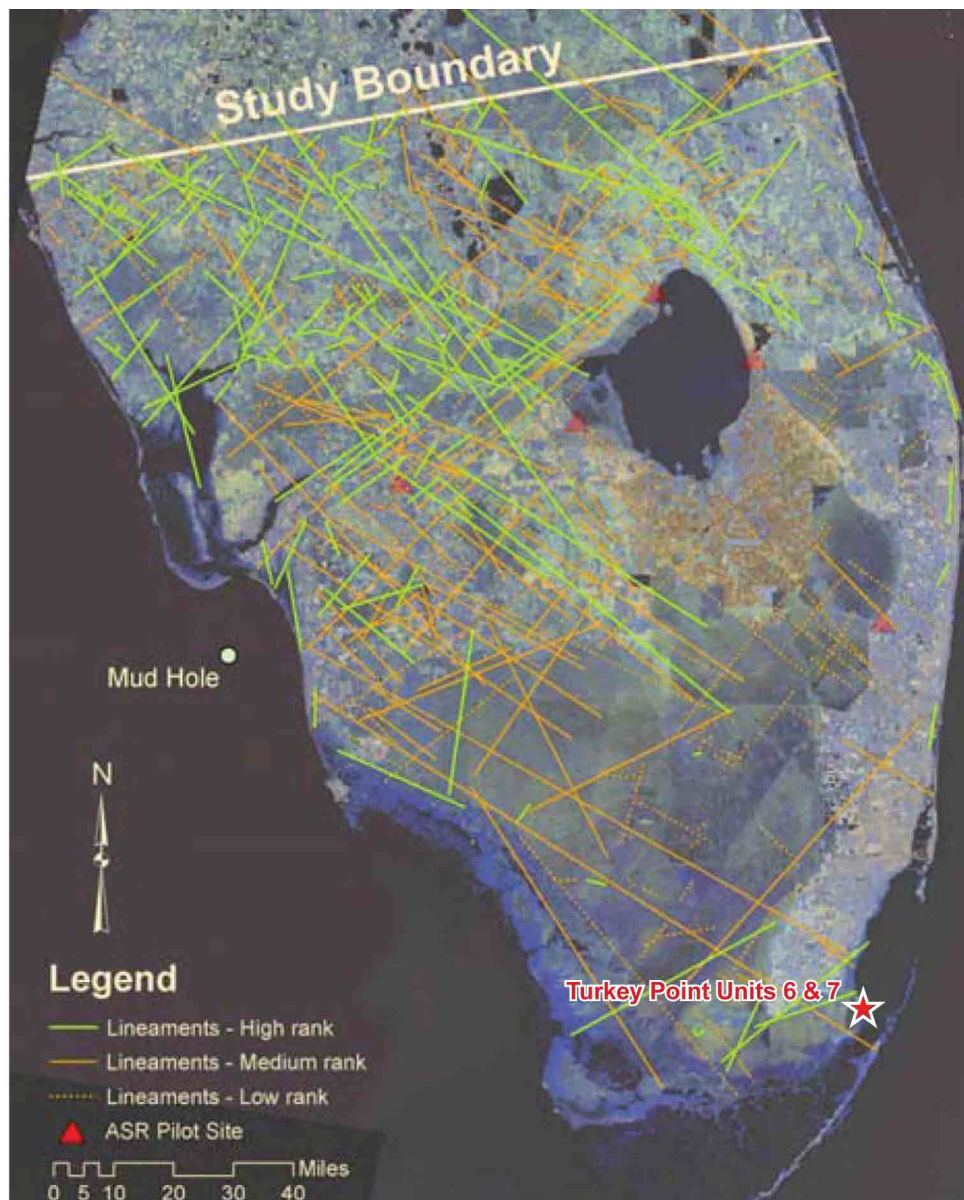 Study Boundary
Mud Hole
N
Turkey Point Units 6 & 7
Legend
Lineaments - High rank
Lineaments - Medium rank
Lineaments - Low rank
ASR Pilot Site
Miles
0 5 10 20 30 40